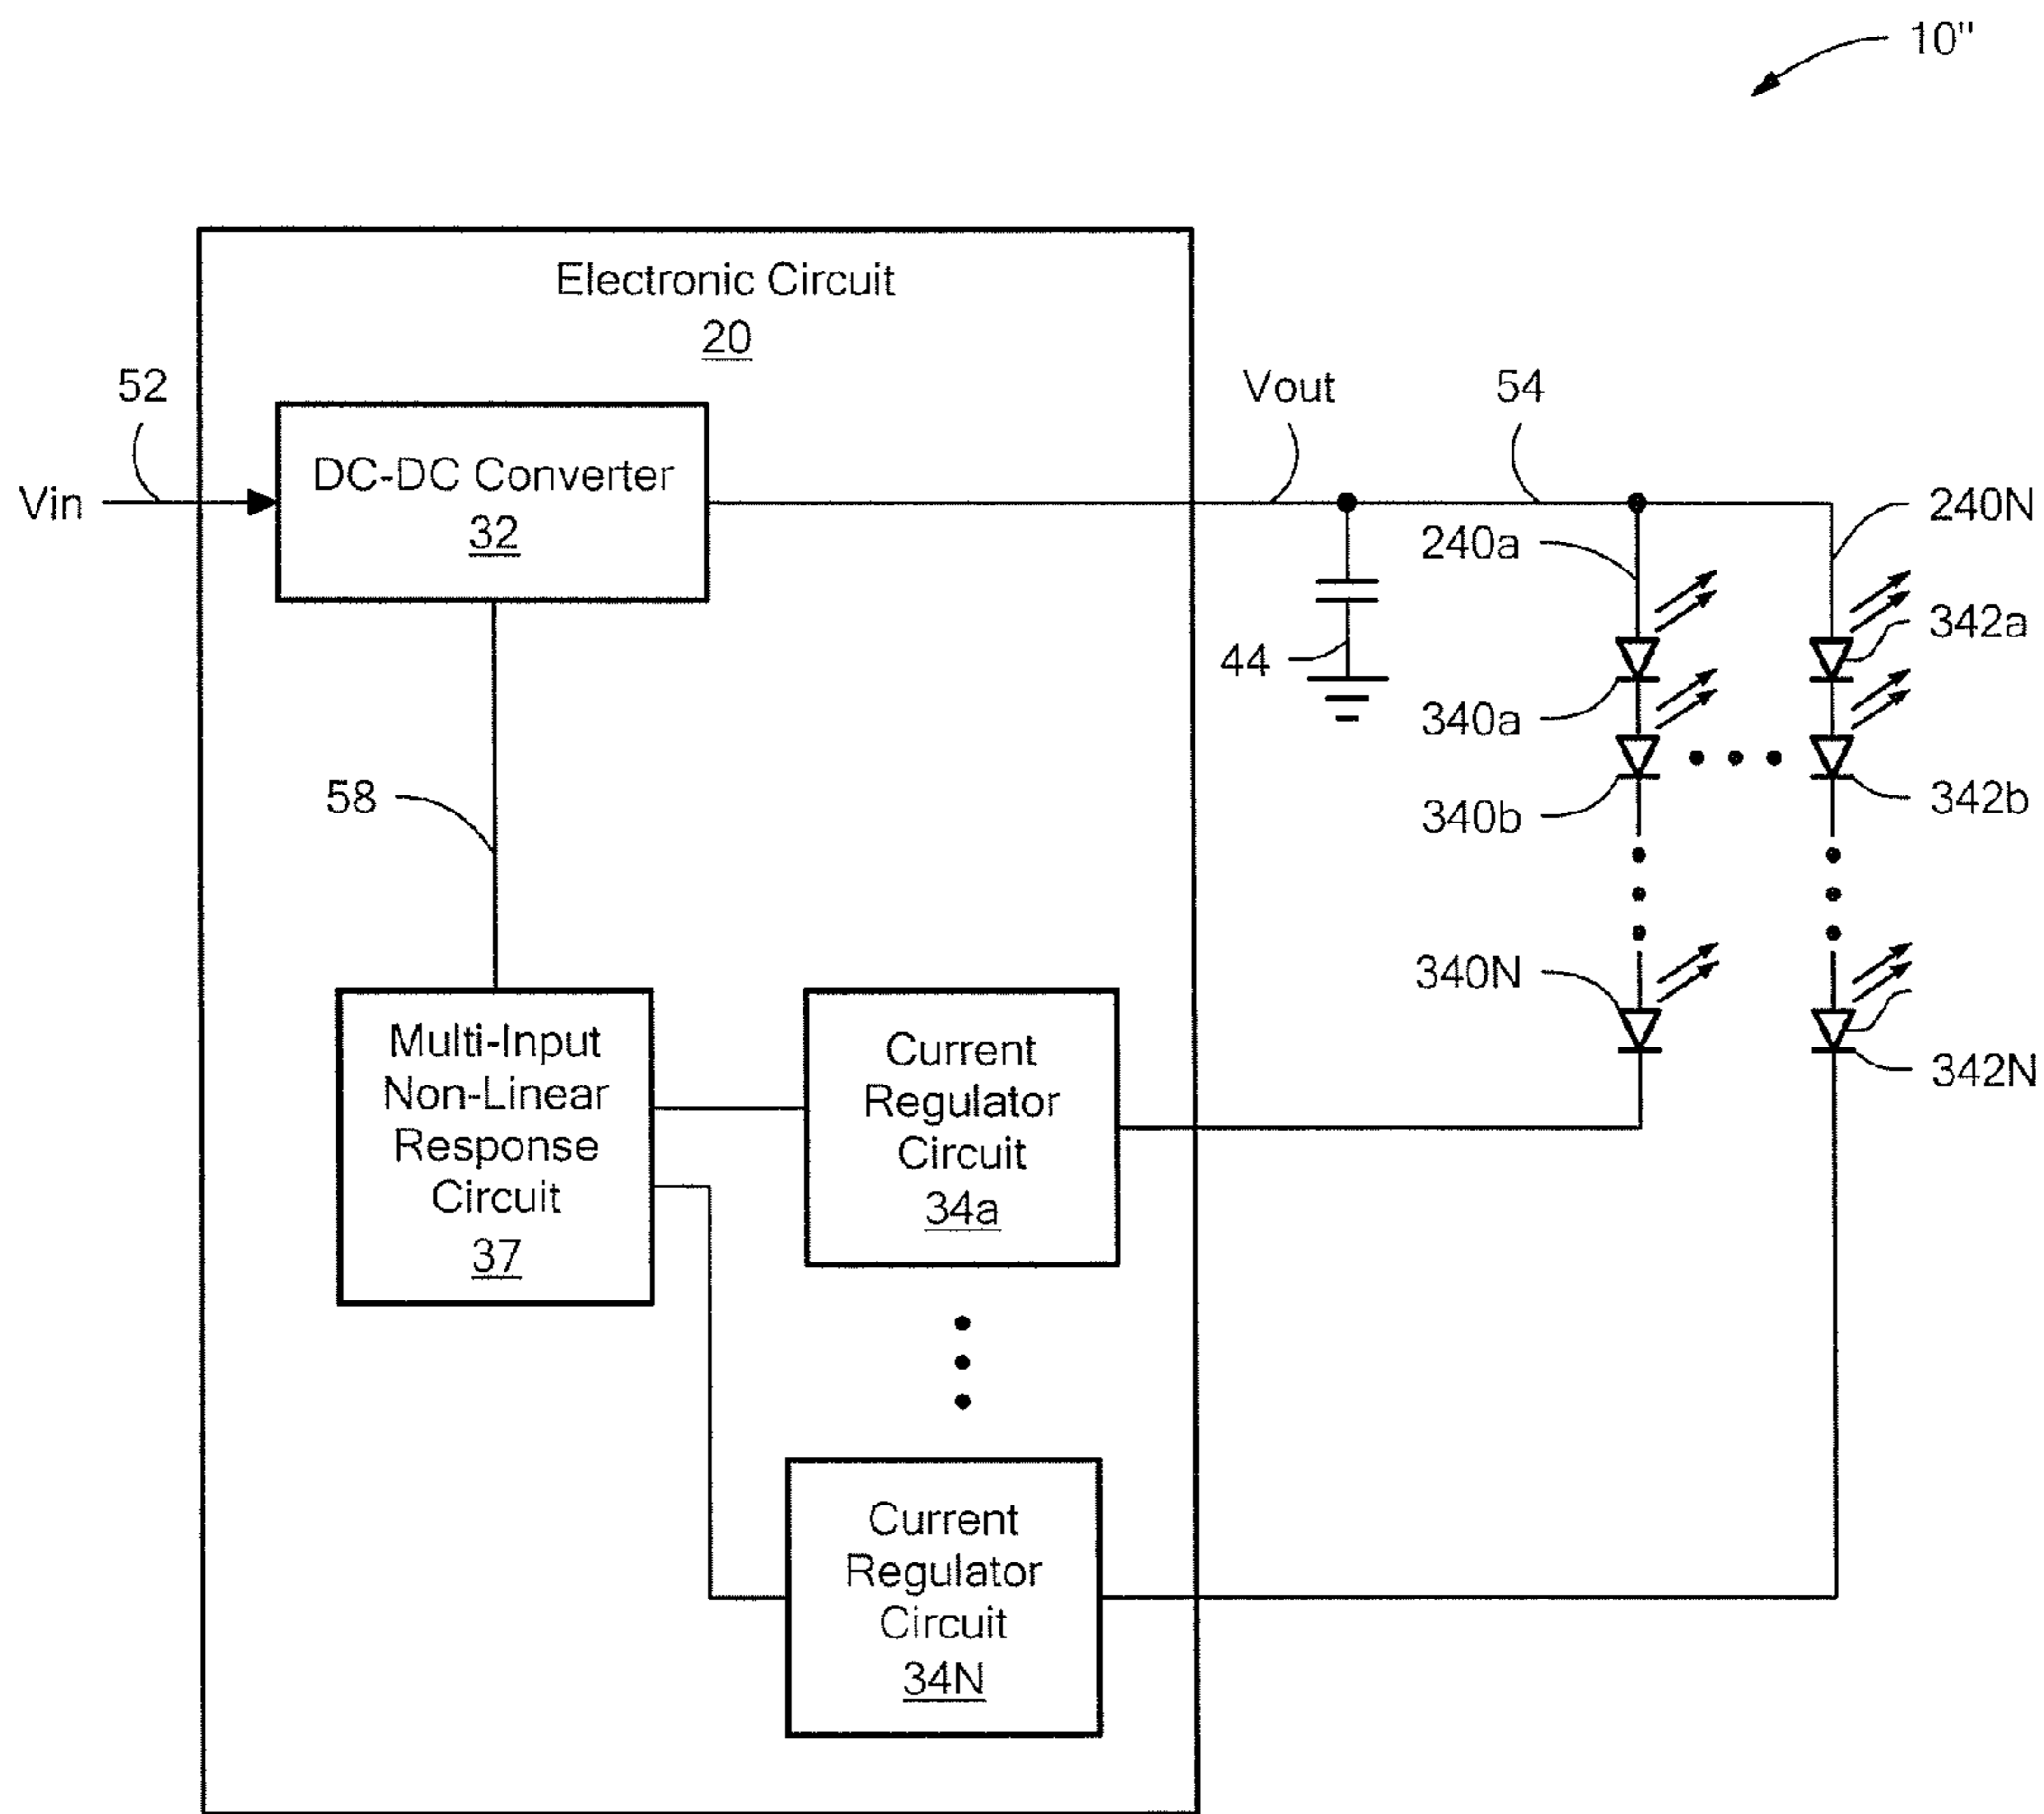 10"
Electronic Circuit
20
52
Vout
54
DC-DC Converter
32
Vin
240N
240a
342a
44
340a
58
340b
342b
340N
Multi-Input
Non-Linear
Response
Circuit
37
Current
Regulator
Circuit
34a
342N
Current
Regulator
Circuit
34N